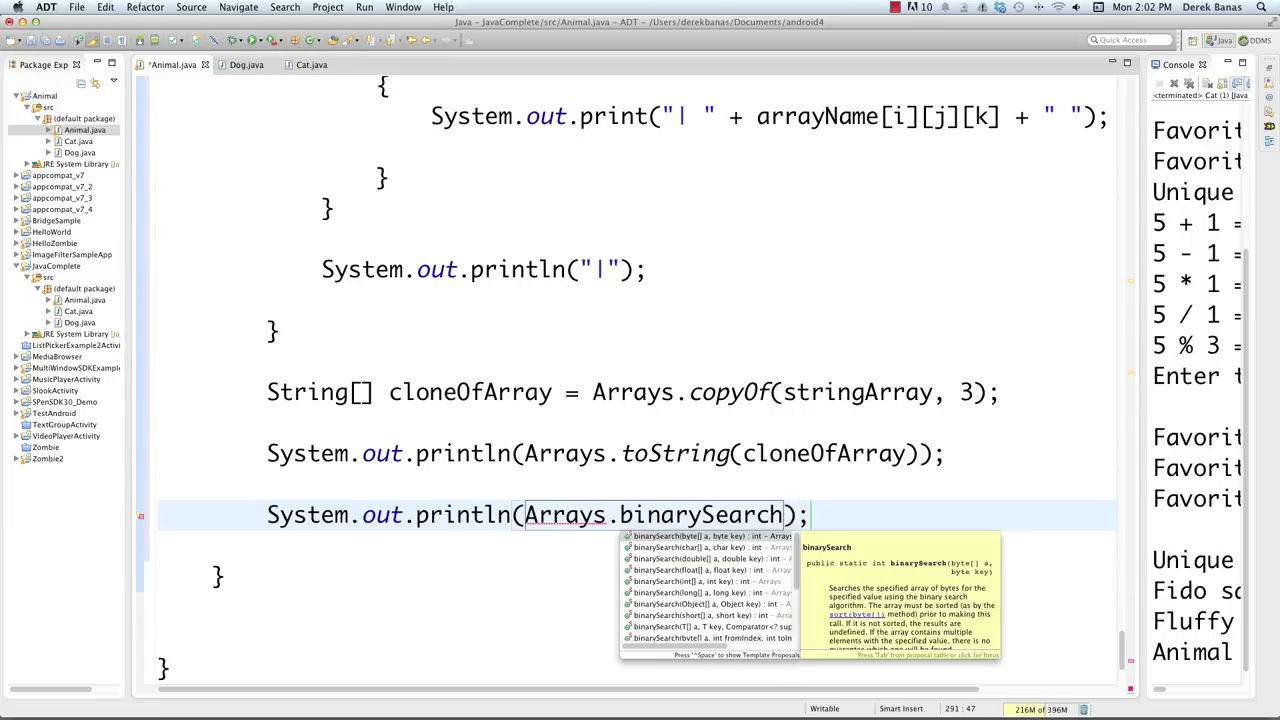 ADT File Edit Refactor Source Navigate Search Project Run Window Help
10 Mon 2:02 PM Derek Banas
Java - JavaComplete/src/Animal.java - ADT - /Users/derekbanas/Documents/android4
Quick Access Java DDMS
Package Exp
*Animal.java Dog.java Cat.java
Console
<terminated> Cat (1) [Java
Animal
src
(default package)
Animal.java
Cat.java
Dog.java
JRE System Library [Ja
appcompat_v7
appcompat_v7_2
appcompat_v7_3
appcompat_v7_4
BridgeSample
HelloWorld
HelloZombie
ImageFilterSampleApp
JavaComplete
src
(default package)
Animal.java
Cat.java
Dog.java
JRE System Library [Ja
ListPickerExample2Activi
MediaBrowser
MultiWindowSDKExample
MusicPlayerActivity
SlookActivity
SPenSDK30_Demo
TestAndroid
TextGroupActivity
VideoPlayerActivity
Zombie
Zombie2
{
System.out.print("| " + arrayName[i][j][k] + " ");
}
}
System.out.println("|");
}
String[] cloneOfArray = Arrays.copyOf(stringArray, 3);
System.out.println(Arrays.toString(cloneOfArray));
System.out.println(Arrays.binarySearch);
}
}
binarySearch(byte[] a, byte key) : int - Arrays
binarySearch(char[] a, char key) : int - Arrays
binarySearch(double[] a, double key) : int
binarySearch(float[] a, float key) : int - Arra
binarySearch(int[] a, int key) : int - Arrays
binarySearch(long[] a, long key) : int - Arrays
binarySearch(Object[] a, Object key) : int -
binarySearch(short[] a, short key) : int - Arra
binarySearch(T[] a, T key, Comparator<? sup
binarySearch(byte[] a, int fromIndex, int toIn
Press '^Space' to show Template Proposals
binarySearch
public static int binarySearch(byte[] a,
byte key)
Searches the specified array of bytes for the
specified value using the binary search
algorithm. The array must be sorted (as by the
sort(byte[]) method) prior to making this
call. If it is not sorted, the results are
undefined. If the array contains multiple
elements with the specified value, there is no
guarantee which one will be found.
Press 'Tab' from proposal table or click for focus
Favorit
Favorit
Unique
5 + 1 =
5 - 1 =
5 * 1 =
5 / 1 =
5 % 3 =
Enter t
Favorit
Favorit
Favorit
Unique
Fido sa
Fluffy
Animal
Writable Smart Insert 291 : 47 216M of 396M